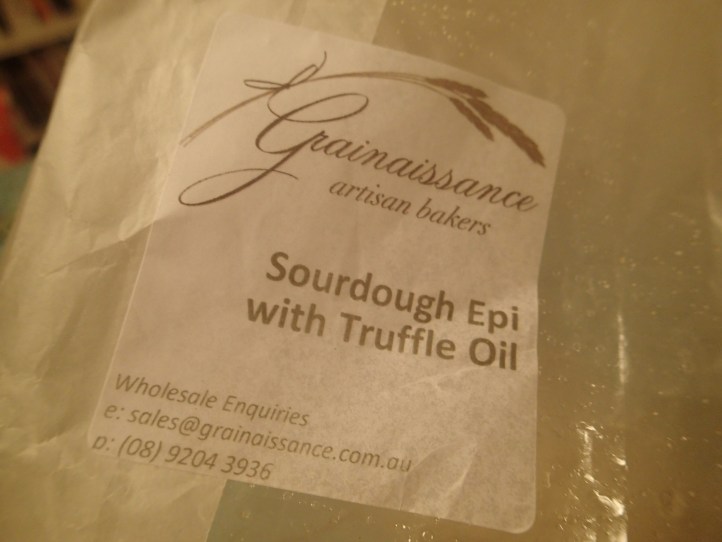 Grainaissance
artisan bakers
Sourdough Epi
with Truffle Oil
Wholesale Enquiries
e: sales@grainaissance.com.au
p: (08) 9204 3936